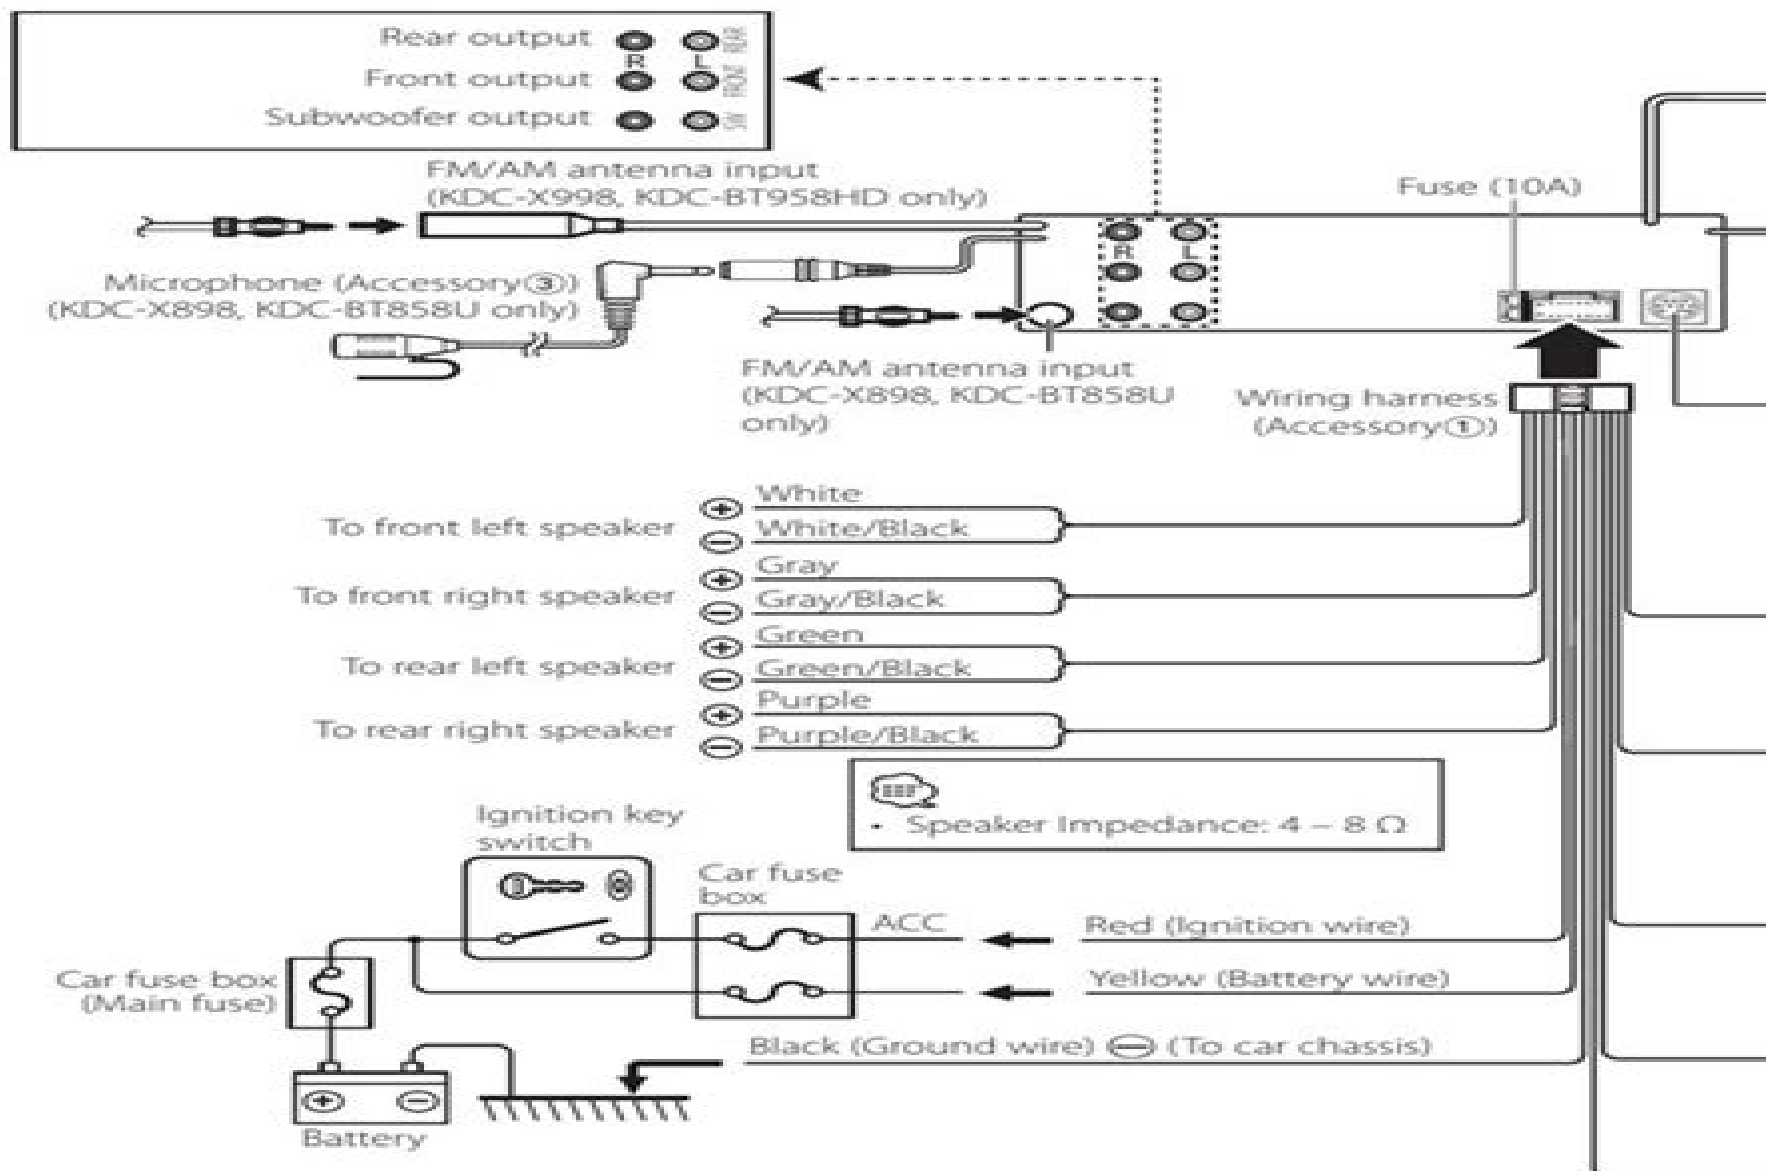 Rear output
R L REAR
Front output
FRONT
Subwoofer output
SW
FM/AM antenna input
(KDC-X998, KDC-BT958HD only)
Fuse (10A)
R L
Microphone (Accessory③)
(KDC-X898, KDC-BT858U only)
FM/AM antenna input
(KDC-X898, KDC-BT858U
only)
Wiring harness
(Accessory①)
To front left speaker
⊕ White
⊖ White/Black
To front right speaker
⊕ Gray
⊖ Gray/Black
To rear left speaker
⊕ Green
⊖ Green/Black
To rear right speaker
⊕ Purple
⊖ Purple/Black
• Speaker Impedance: 4 – 8 Ω
Ignition key
switch
Car fuse
box
ACC
Red (Ignition wire)
Car fuse box
(Main fuse)
Yellow (Battery wire)
Black (Ground wire) ⊖ (To car chassis)
⊕ ⊖
Battery